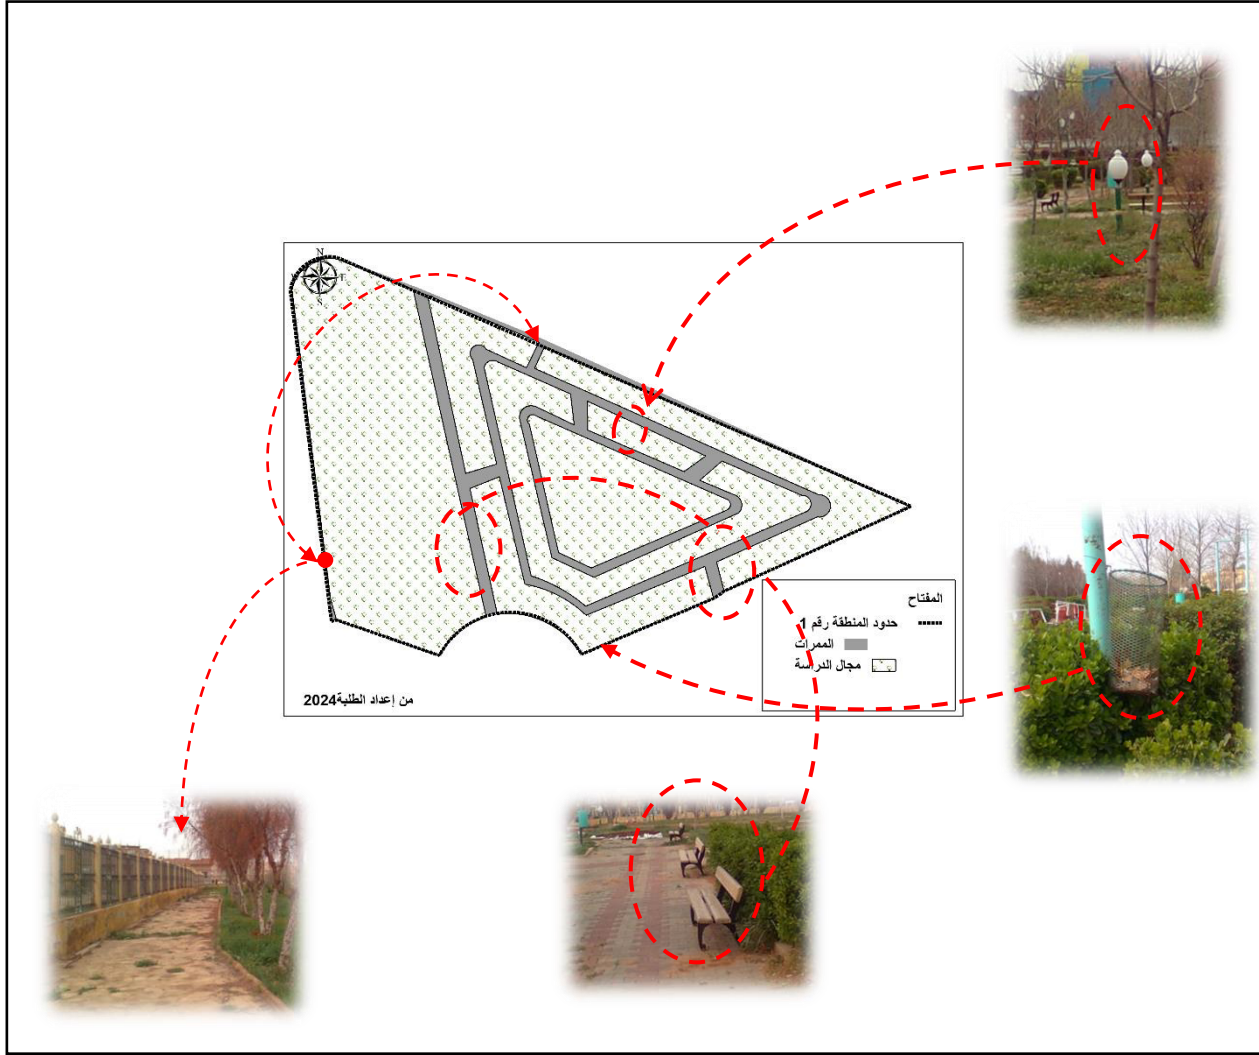 N
S
المفتاح
حدود المنطقة رقم 1
الممرات
مجال الدراسة
من إعداد الطلبة2024